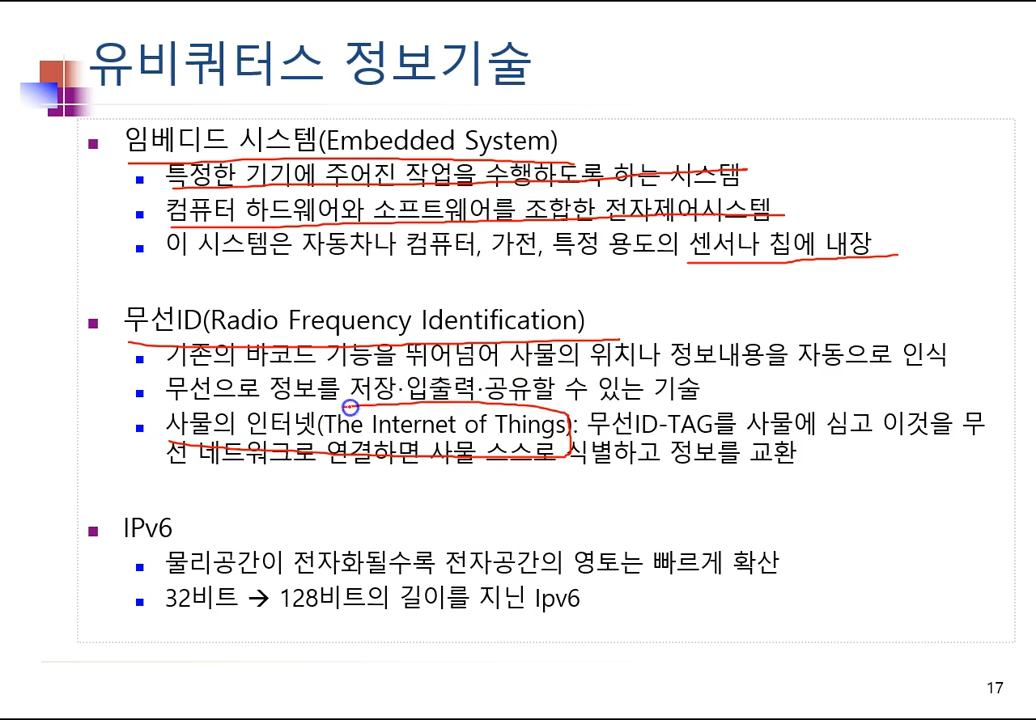 유비쿼터스 정보기술
임베디드 시스템(Embedded System)
특정한 기기에 주어진 작업을 수행하도록 하는 시스템
컴퓨터 하드웨어와 소프트웨어를 조합한 전자제어시스템
이 시스템은 자동차나 컴퓨터, 가전, 특정 용도의 센서나 칩에 내장
무선ID(Radio Frequency Identification)
기존의 바코드 기능을 뛰어넘어 사물의 위치나 정보내용을 자동으로 인식
무선으로 정보를 저장·입출력·공유할 수 있는 기술
사물의 인터넷(The Internet of Things): 무선ID-TAG를 사물에 심고 이것을 무
선 네트워크로 연결하면 사물 스스로 식별하고 정보를 교환
IPv6
물리공간이 전자화될수록 전자공간의 영토는 빠르게 확산
32비트 → 128비트의 길이를 지닌 Ipv6
17